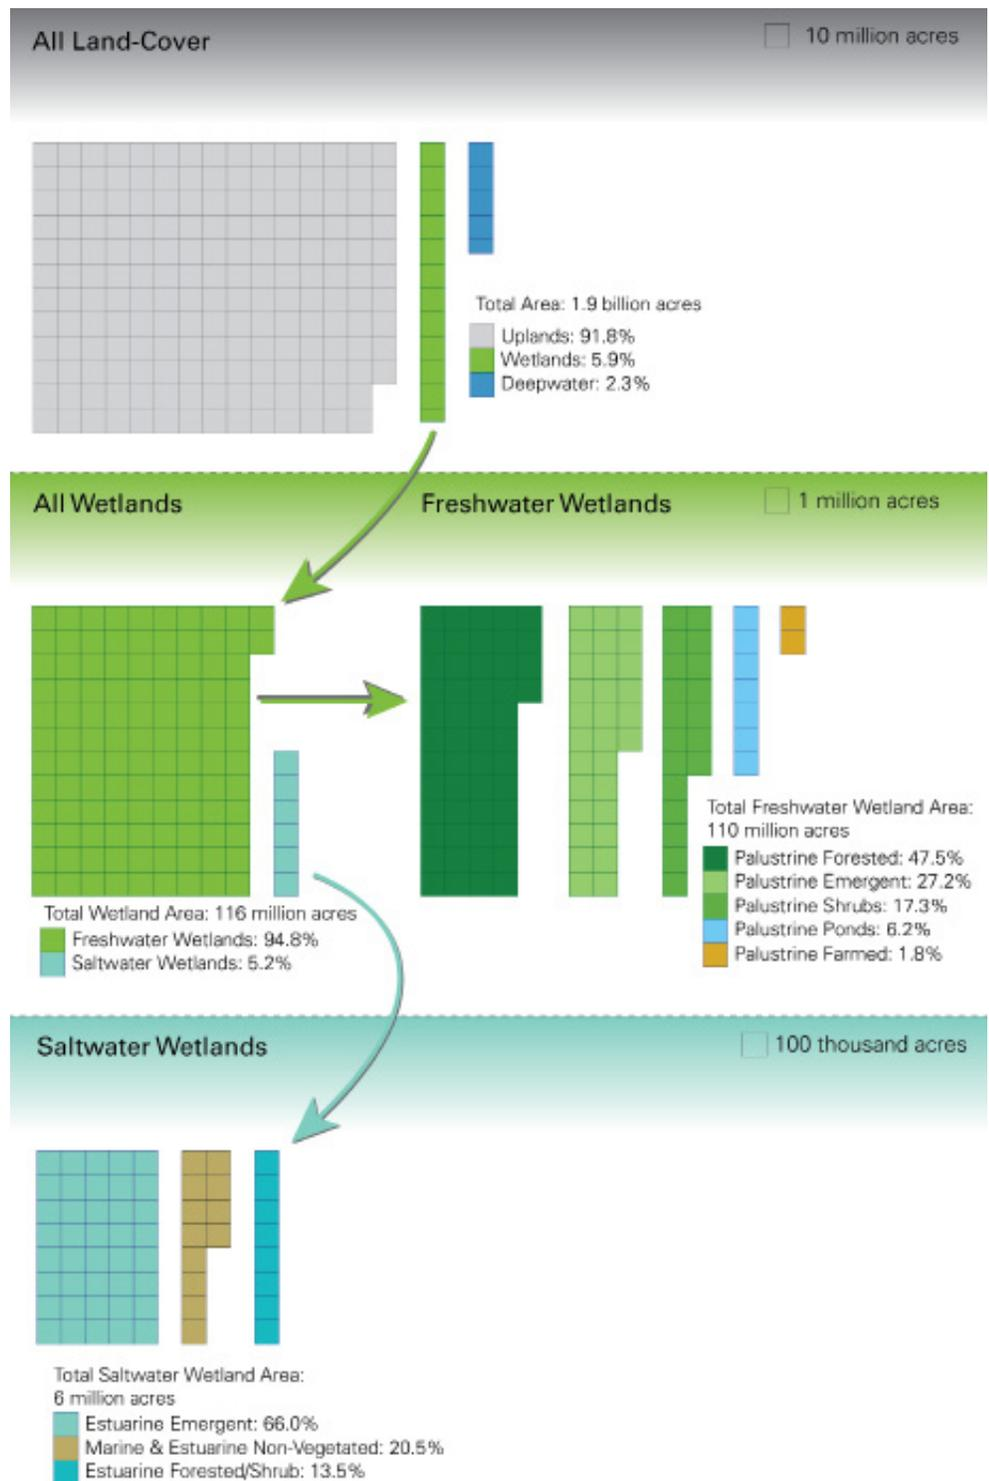 All Land-Cover
10 million acres
Total Area: 1.9 billion acres
Uplands: 91.8%
Wetlands: 5.9%
Deepwater: 2.3%
All Wetlands
Freshwater Wetlands
1 million acres
Total Wetland Area: 116 million acres
Freshwater Wetlands: 94.8%
Saltwater Wetlands: 5.2%
Total Freshwater Wetland Area:
110 million acres
Palustrine Forested: 47.5%
Palustrine Emergent: 27.2%
Palustrine Shrubs: 17.3%
Palustrine Ponds: 6.2%
Palustrine Farmed: 1.8%
Saltwater Wetlands
100 thousand acres
Total Saltwater Wetland Area:
6 million acres
Estuarine Emergent: 66.0%
Marine & Estuarine Non-Vegetated: 20.5%
Estuarine Forested/Shrub: 13.5%